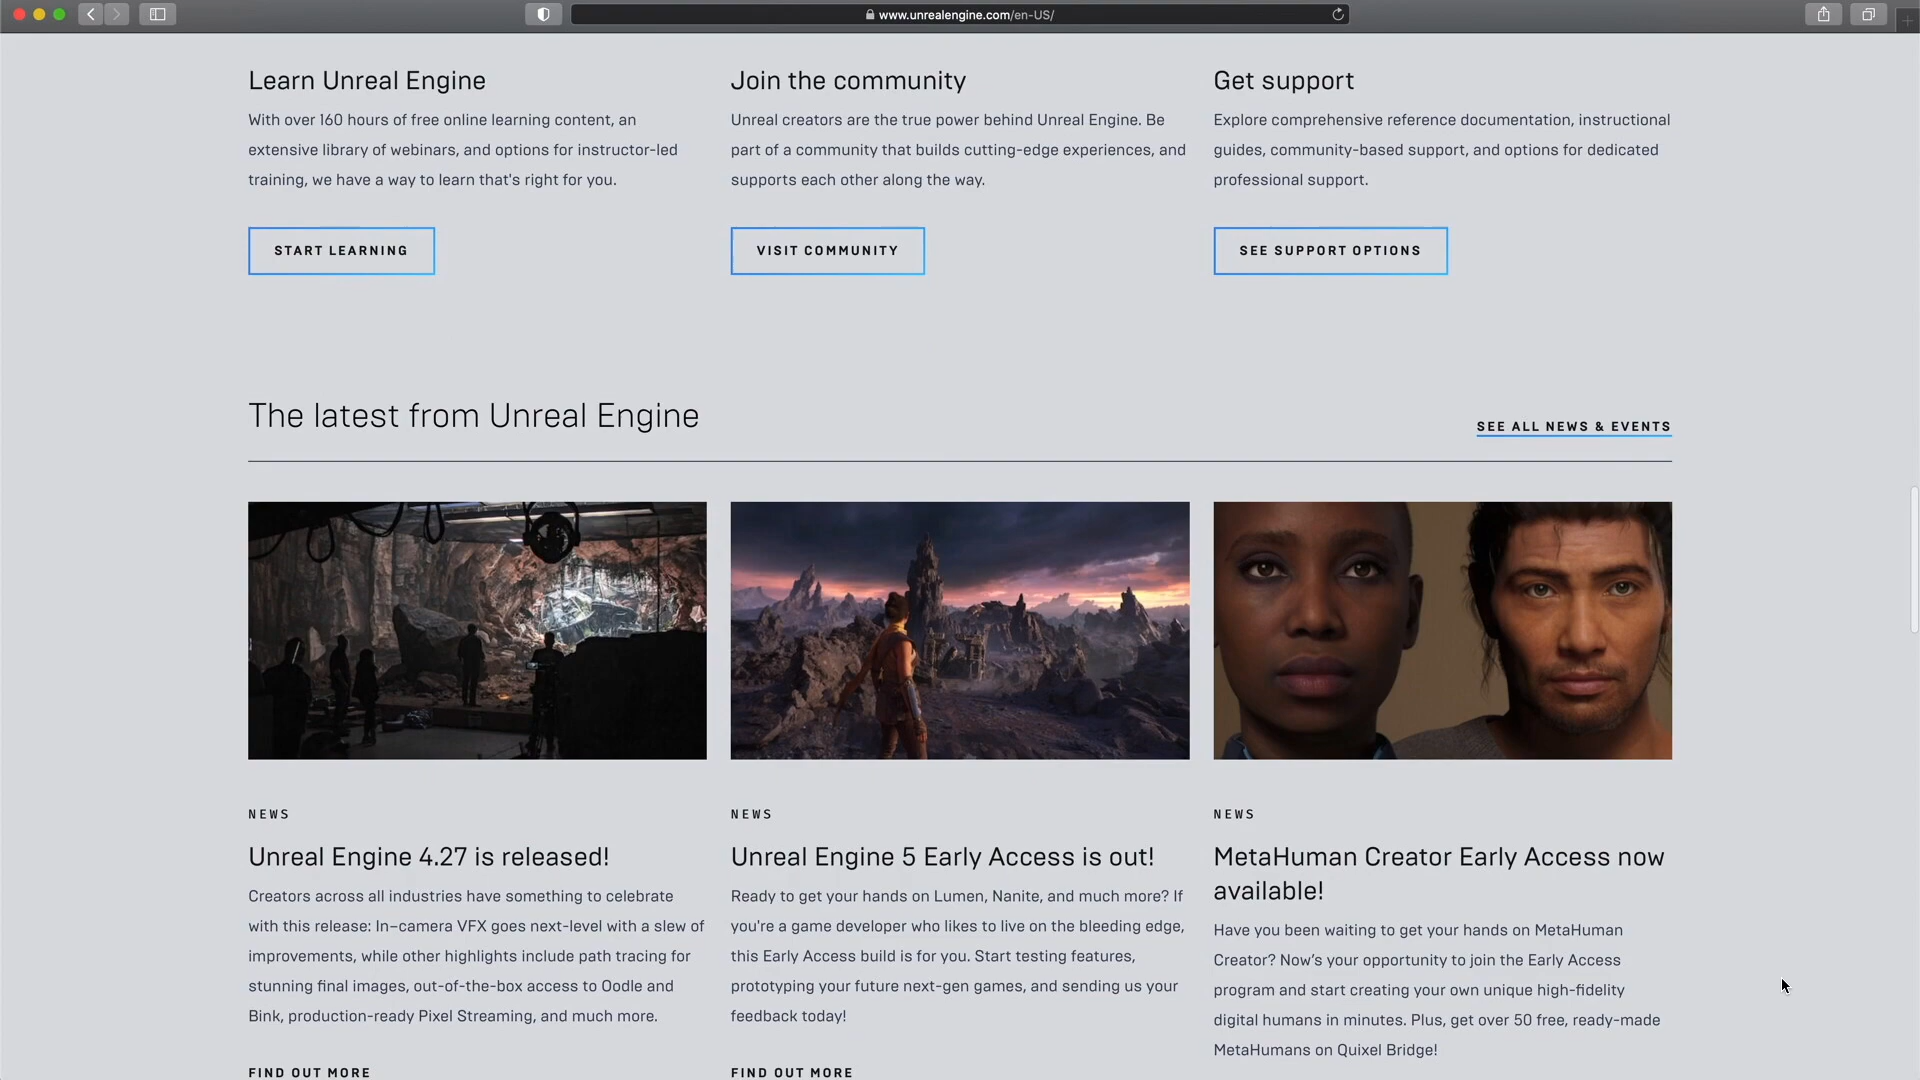 www.unrealengine.com/en-US/
Learn Unreal Engine
With over 160 hours of free online learning content, an
extensive library of webinars, and options for instructor-led
training, we have a way to learn that's right for you.
START LEARNING
Join the community
Unreal creators are the true power behind Unreal Engine. Be
part of a community that builds cutting-edge experiences, and
supports each other along the way.
VISIT COMMUNITY
Get support
Explore comprehensive reference documentation, instructional
guides, community-based support, and options for dedicated
professional support.
SEE SUPPORT OPTIONS
The latest from Unreal Engine
SEE ALL NEWS & EVENTS
NEWS
Unreal Engine 4.27 is released!
Creators across all industries have something to celebrate
with this release: In-camera VFX goes next-level with a slew of
improvements, while other highlights include path tracing for
stunning final images, out-of-the-box access to Oodle and
Bink, production-ready Pixel Streaming, and much more.
FIND OUT MORE
NEWS
Unreal Engine 5 Early Access is out!
Ready to get your hands on Lumen, Nanite, and much more? If
you're a game developer who likes to live on the bleeding edge,
this Early Access build is for you. Start testing features,
prototyping your future next-gen games, and sending us your
feedback today!
FIND OUT MORE
NEWS
MetaHuman Creator Early Access now
available!
Have you been waiting to get your hands on MetaHuman
Creator? Now’s your opportunity to join the Early Access
program and start creating your own unique high-fidelity
digital humans in minutes. Plus, get over 50 free, ready-made
MetaHumans on Quixel Bridge!